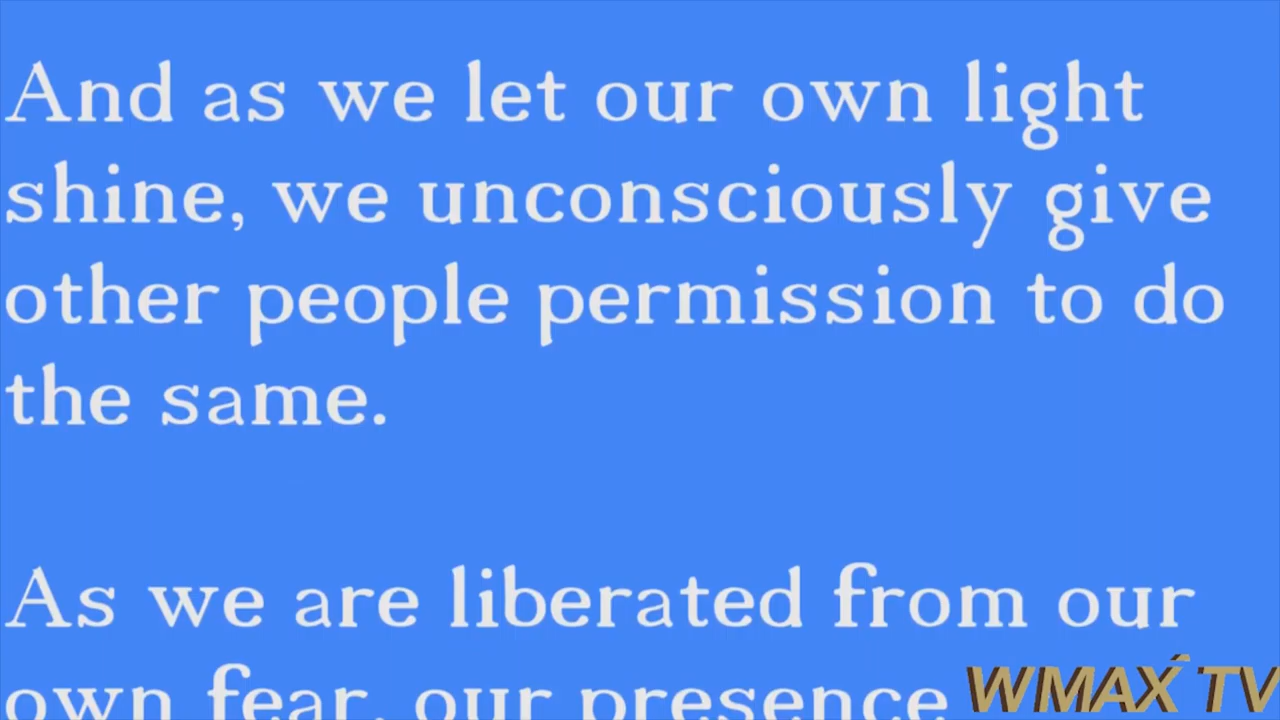 And as we let our own light
shine, we unconsciously give
other people permission to do
the same.
As we are liberated from our
own fear, our presence
WMAX TV